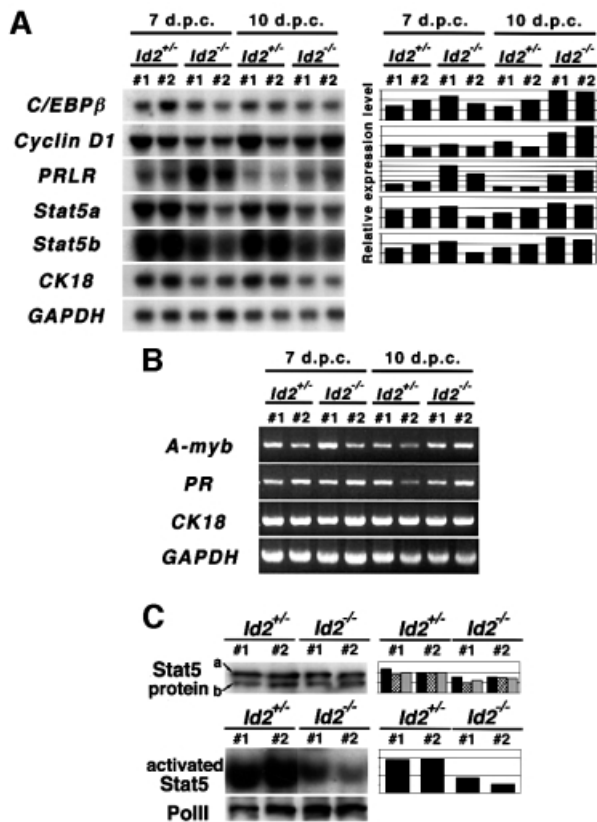 A
7 d.p.c. 10 d.p.c. 7 d.p.c. 10 d.p.c.
Id2+/- Id2-/- Id2+/- Id2-/- Id2+/- Id2-/- Id2+/- Id2-/-
#1 #2 #1 #2 #1 #2 #1 #2 #1 #2 #1 #2 #1 #2 #1 #2
C/EBPβ
Cyclin D1
PRLR
Stat5a
Stat5b
CK18
GAPDH
Relative expression level
B
7 d.p.c. 10 d.p.c.
Id2+/- Id2-/- Id2+/- Id2-/-
#1 #2 #1 #2 #1 #2 #1 #2
A-myb
PR
CK18
GAPDH
C
Id2+/- Id2-/- Id2+/- Id2-/-
#1 #2 #1 #2 #1 #2 #1 #2
Stat5 a
protein b
Id2+/- Id2-/- Id2+/- Id2-/-
#1 #2 #1 #2 #1 #2 #1 #2
activated
Stat5
PolII